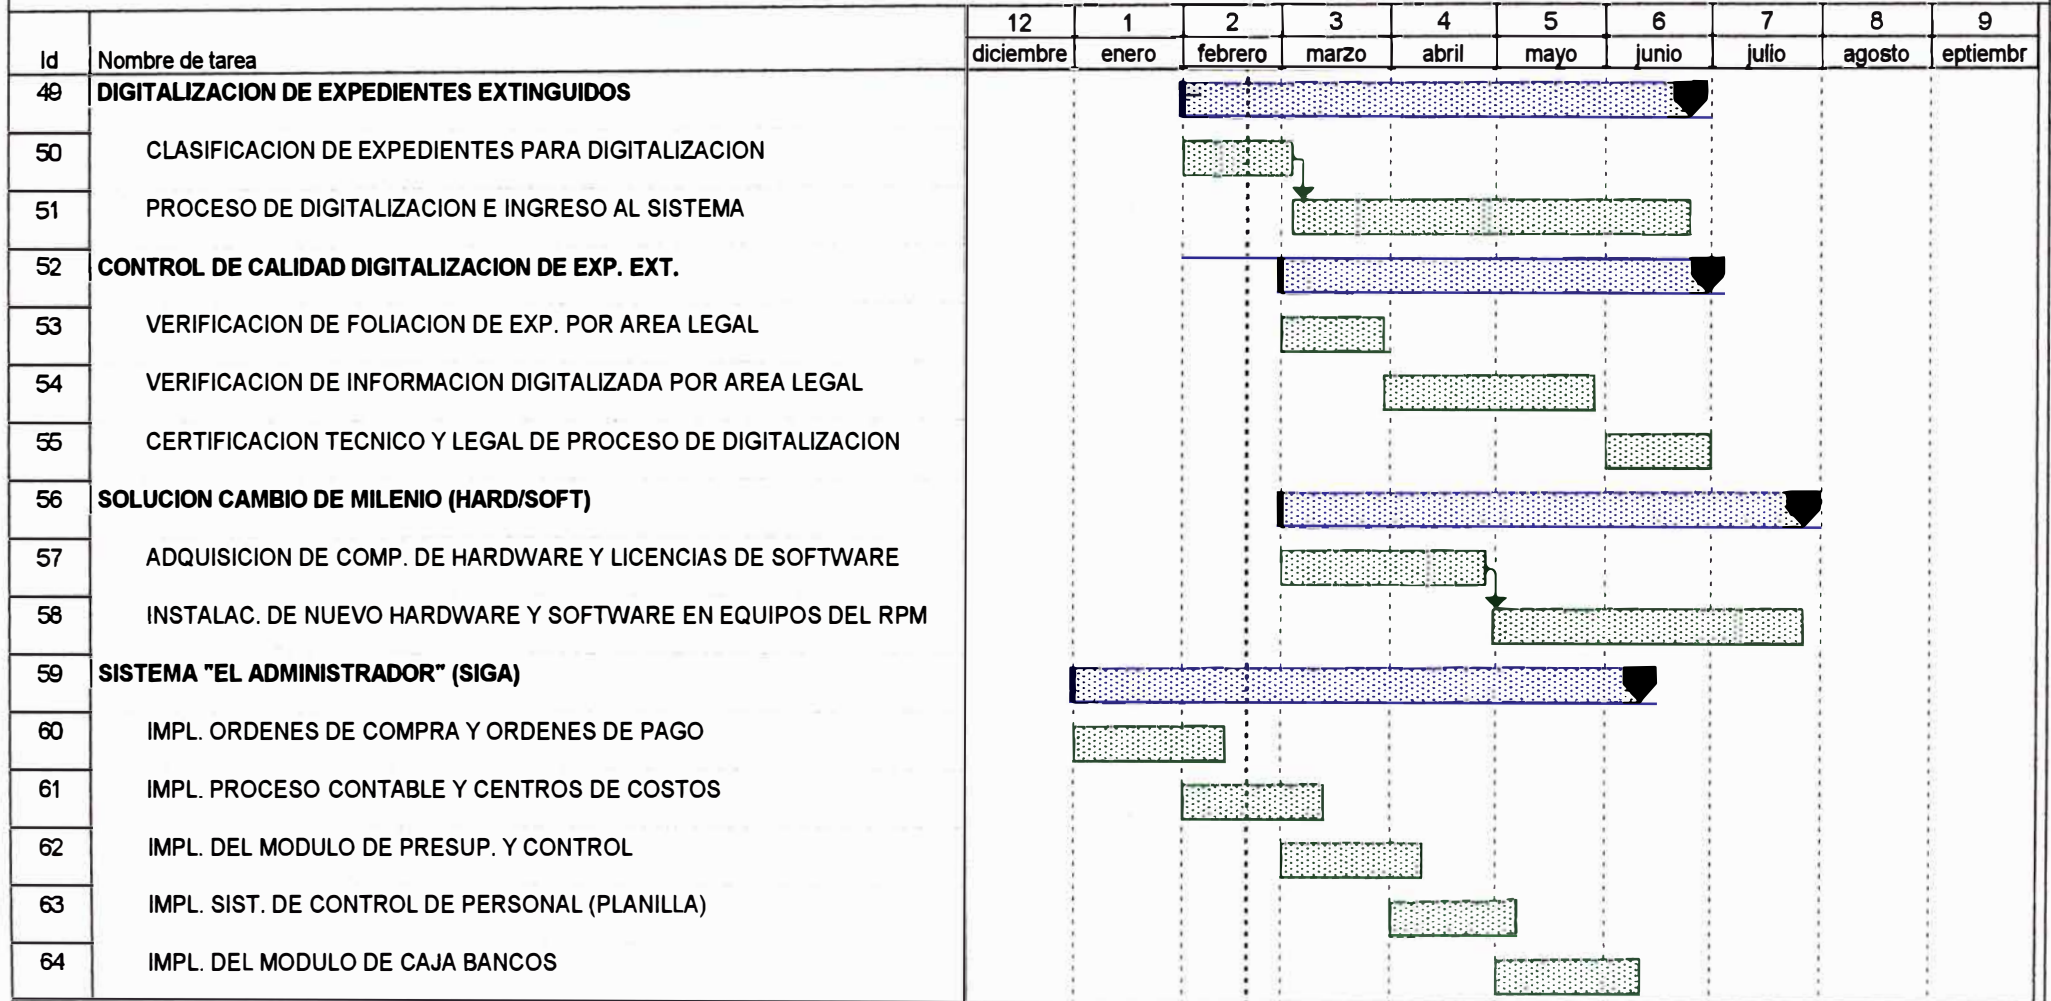 12 1 2 3 4 5 6 7 8 9
Id Nombre de tarea diciembre enero febrero marzo abril mayo junio julio agosto eptiembr
49 DIGITALIZACION DE EXPEDIENTES EXTINGUIDOS
50 CLASIFICACION DE EXPEDIENTES PARA DIGITALIZACION
51 PROCESO DE DIGITALIZACION E INGRESO AL SISTEMA
52 CONTROL DE CALIDAD DIGITALIZACION DE EXP. EXT.
53 VERIFICACION DE FOLIACION DE EXP. POR AREA LEGAL
54 VERIFICACION DE INFORMACION DIGITALIZADA POR AREA LEGAL
55 CERTIFICACION TECNICO Y LEGAL DE PROCESO DE DIGITALIZACION
56 SOLUCION CAMBIO DE MILENIO (HARD/SOFT)
57 ADQUISICION DE COMP. DE HARDWARE Y LICENCIAS DE SOFTWARE
58 INSTALAC. DE NUEVO HARDWARE Y SOFTWARE EN EQUIPOS DEL RPM
59 SISTEMA "EL ADMINISTRADOR" (SIGA)
60 IMPL. ORDENES DE COMPRA Y ORDENES DE PAGO
61 IMPL. PROCESO CONTABLE Y CENTROS DE COSTOS
62 IMPL. DEL MODULO DE PRESUP. Y CONTROL
63 IMPL. SIST. DE CONTROL DE PERSONAL (PLANILLA)
64 IMPL. DEL MODULO DE CAJA BANCOS